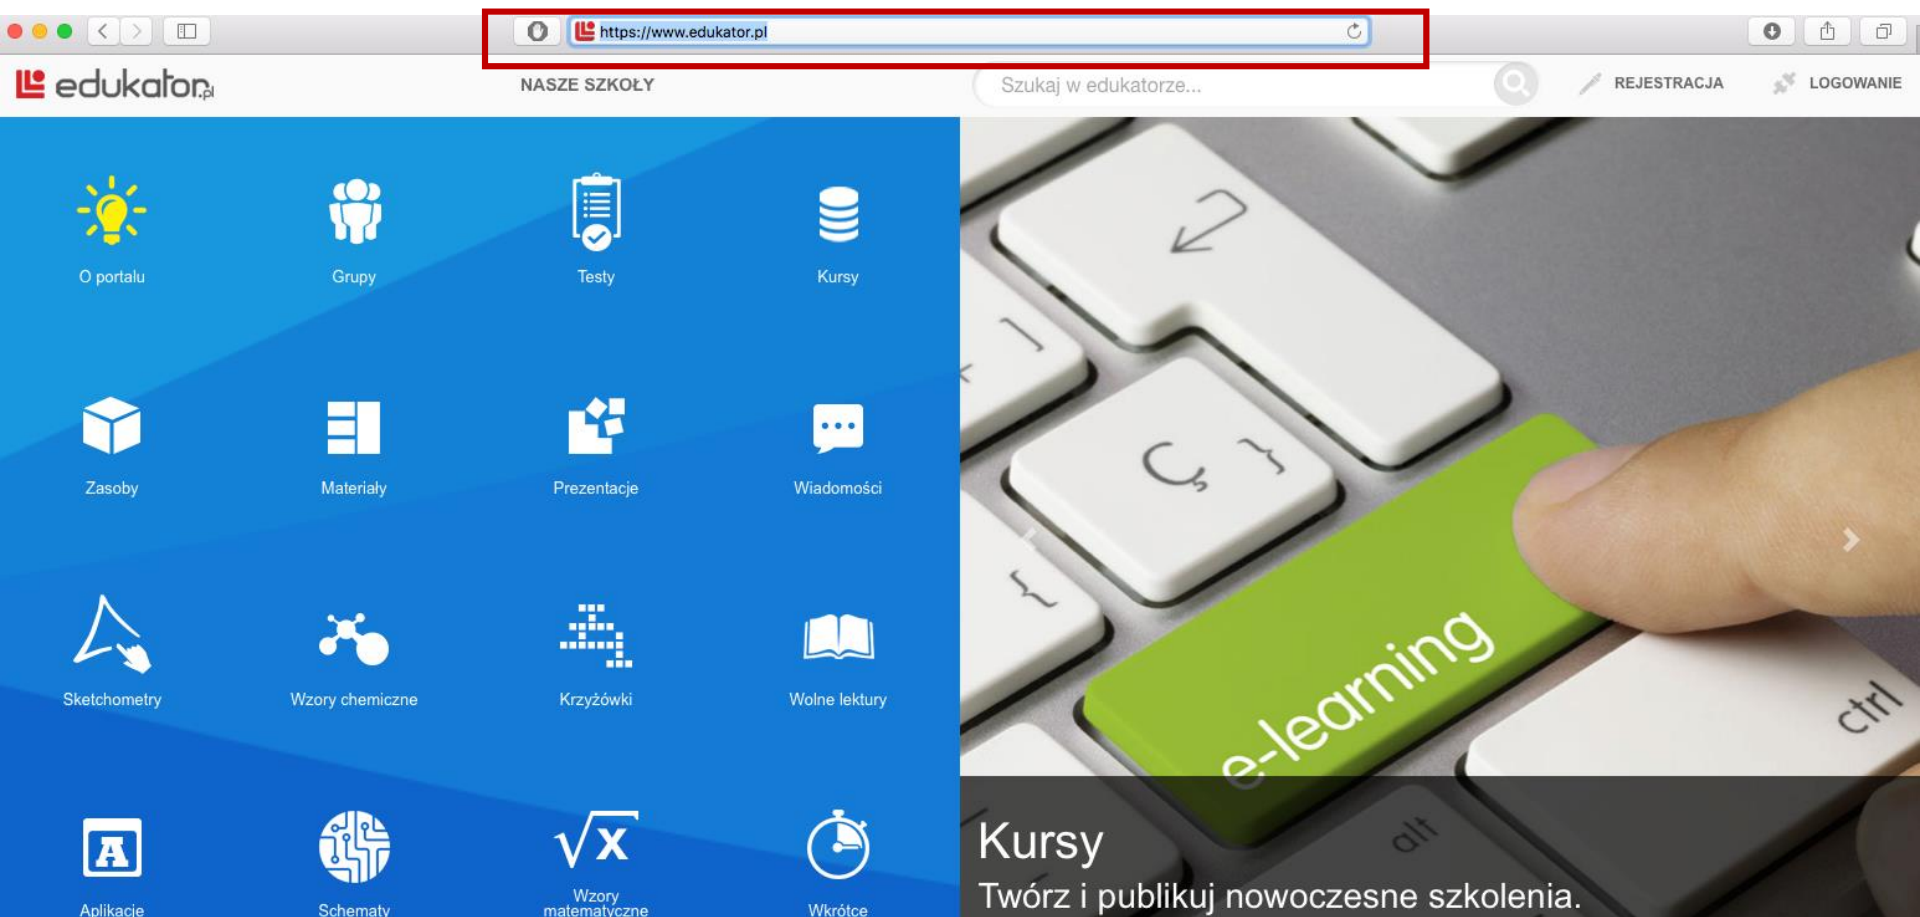 https://www.edukator.pl
edukator.pl
NASZE SZKOŁY
Szukaj w edukatorze...
REJESTRACJA
LOGOWANIE
O portalu
Grupy
Testy
Kursy
Zasoby
Materiały
Prezentacje
Wiadomości
Sketchometry
Wzory chemiczne
Krzyżówki
Wolne lektury
A
√x
Aplikacje
Schematy
Wzory
matematyczne
Wkrótce
]
Ç }
{
e-learning
ctrl
alt
Kursy
Twórz i publikuj nowoczesne szkolenia.